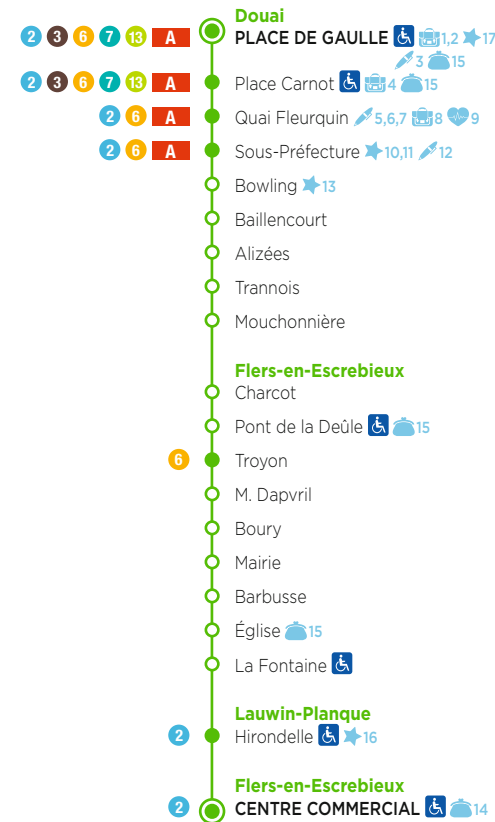 Douai
2 3 6 7 13 A PLACE DE GAULLE 1,2 17
3 15
2 3 6 7 13 A Place Carnot 4 15
2 6 A Quai Fleurquin 5,6,7 8 9
2 6 A Sous-Préfecture 10,11 12
Bowling 13
Baillencourt
Alizées
Trannois
Mouchonnière
Flers-en-Escrebieux
Charcot
Pont de la Deûle 15
6 Troyon
M. Dapvril
Boury
Mairie
Barbusse
Église 15
La Fontaine
Lauwin-Planque
2 Hirondelle 16
Flers-en-Escrebieux
2 CENTRE COMMERCIAL 14